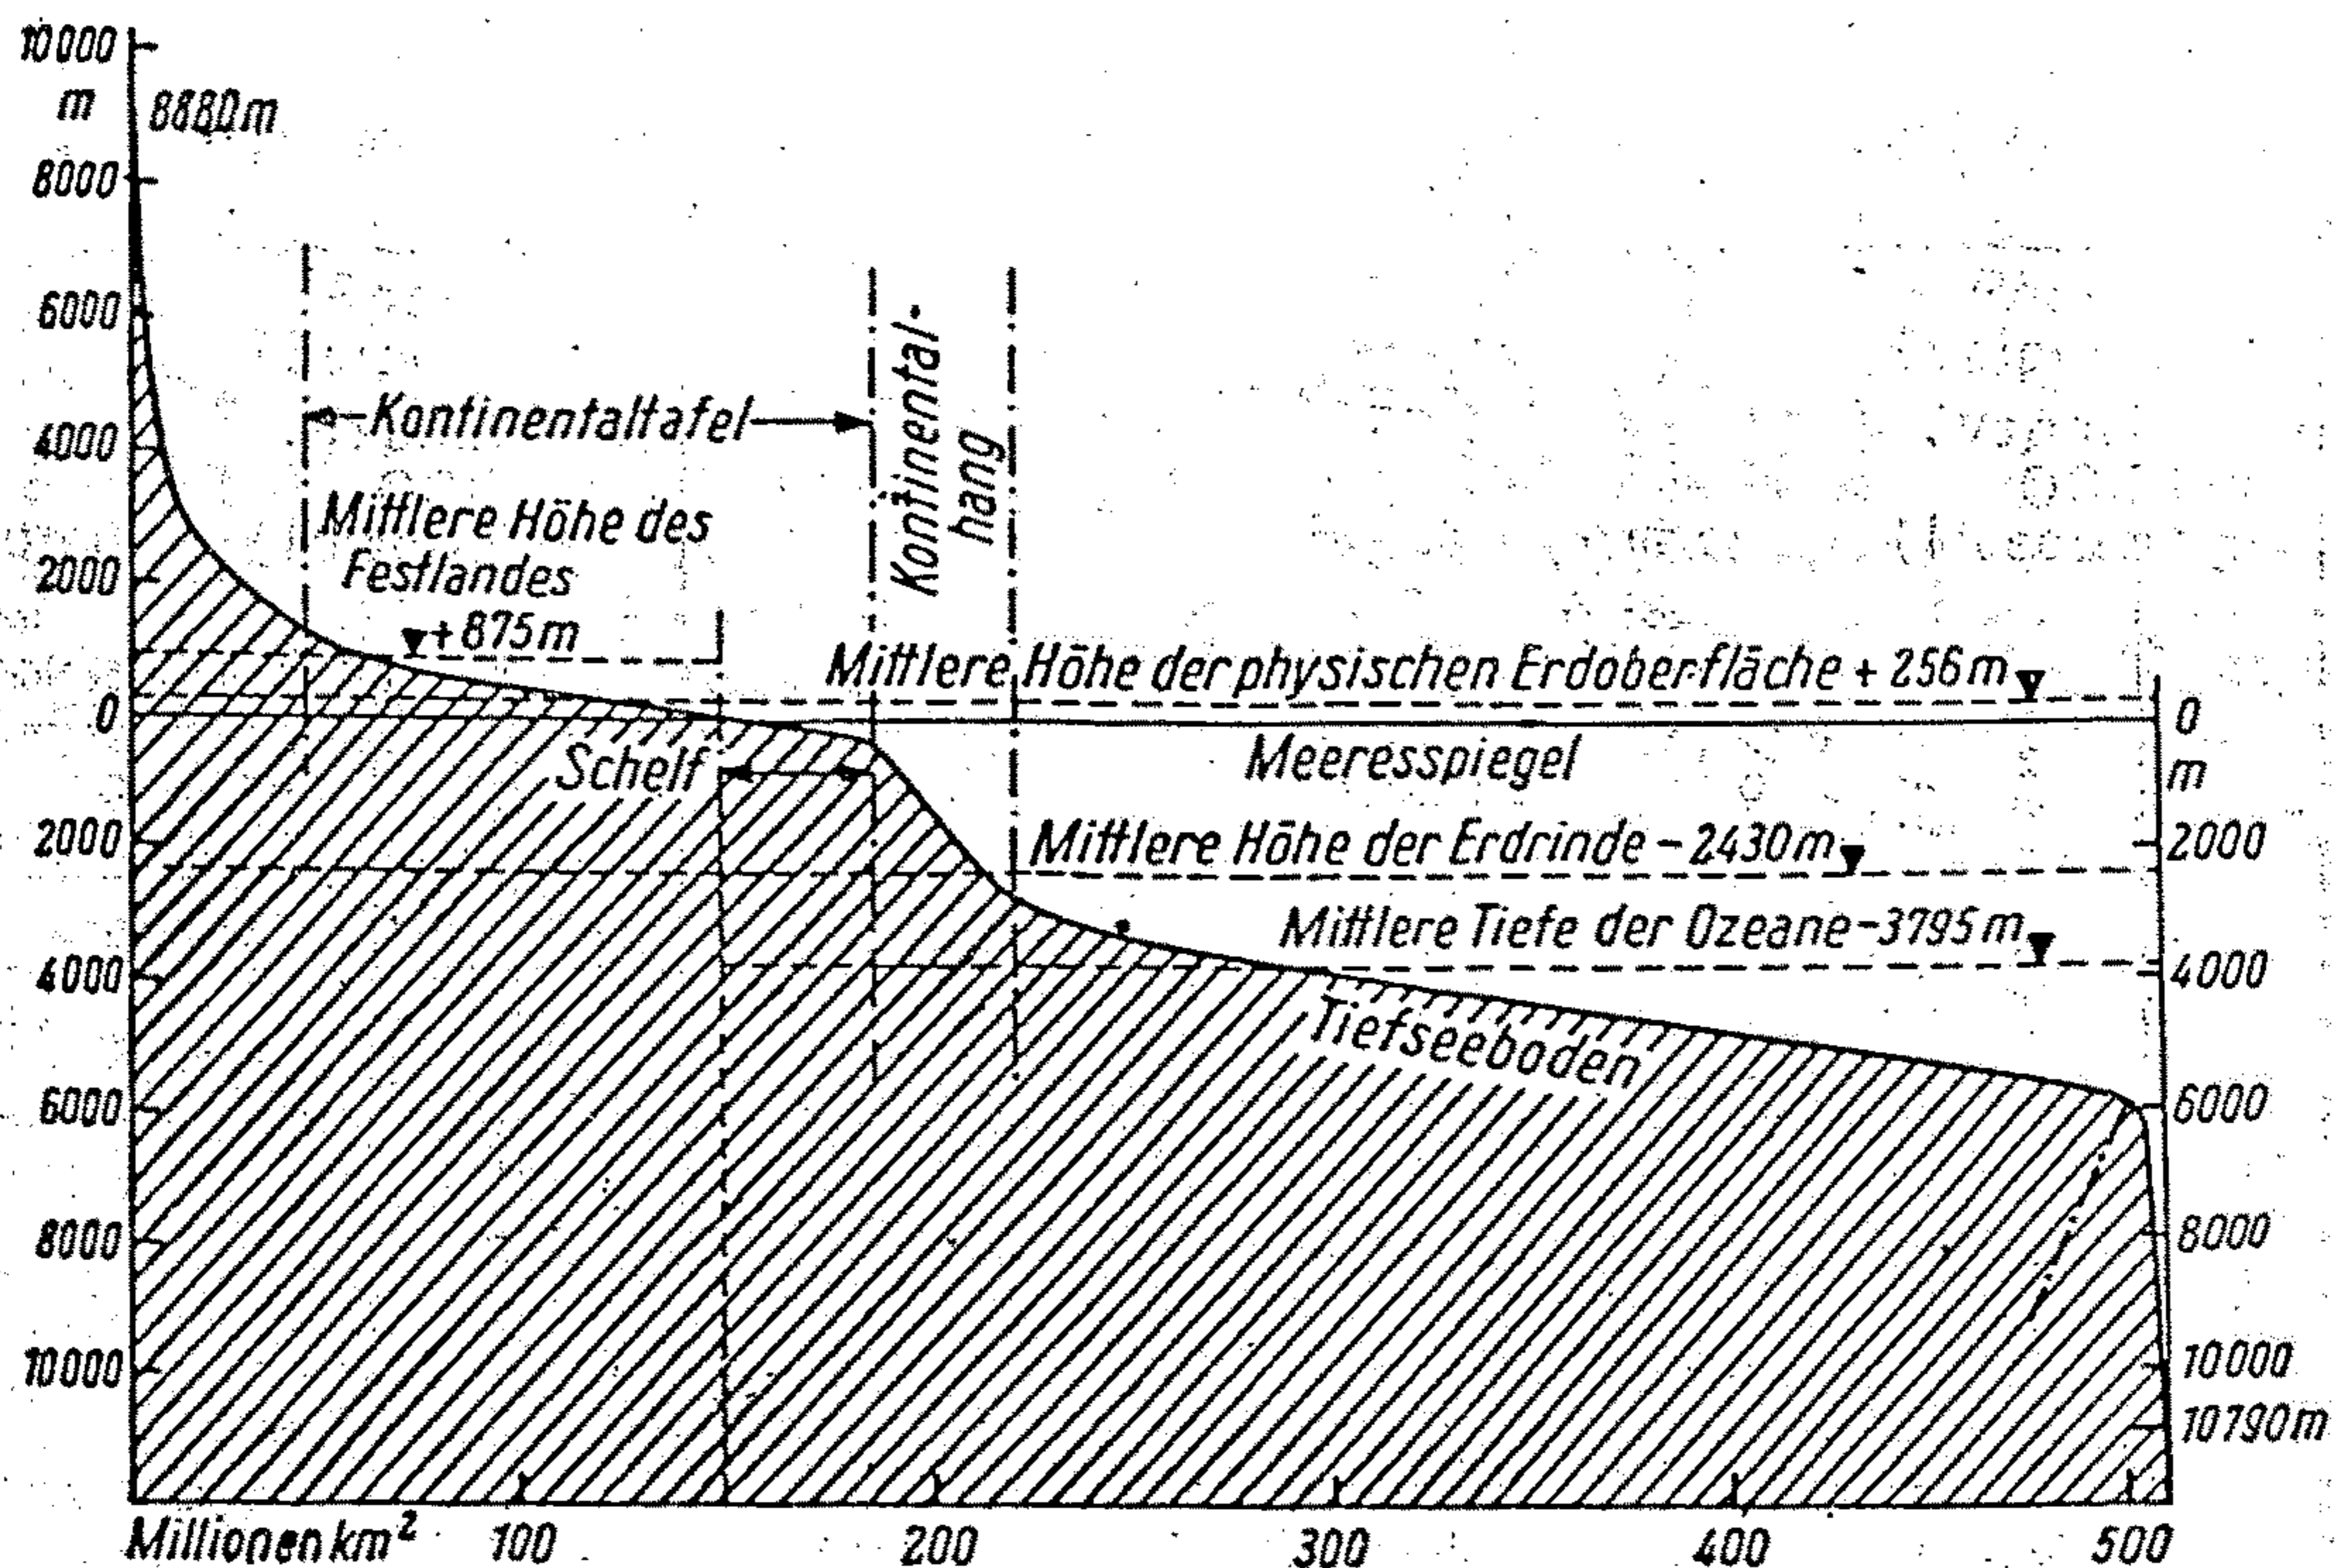 10000
m
8880m
8000
6000
4000
2000
0
2000
4000
6000
8000
10000
Kontinentaltafel
Kontinental-
hang
Mittlere Höhe des
Festlandes
+875m
Mittlere Höhe der physischen Erdoberfläche + 256m
Schelf
Meeresspiegel
Mittlere Höhe der Erdrinde - 2430m
Mittlere Tiefe der Ozeane-3795m
Tiefseeboden
0
m
2000
4000
6000
8000
10000
10790m
Millionen km² 100 200 300 400 500